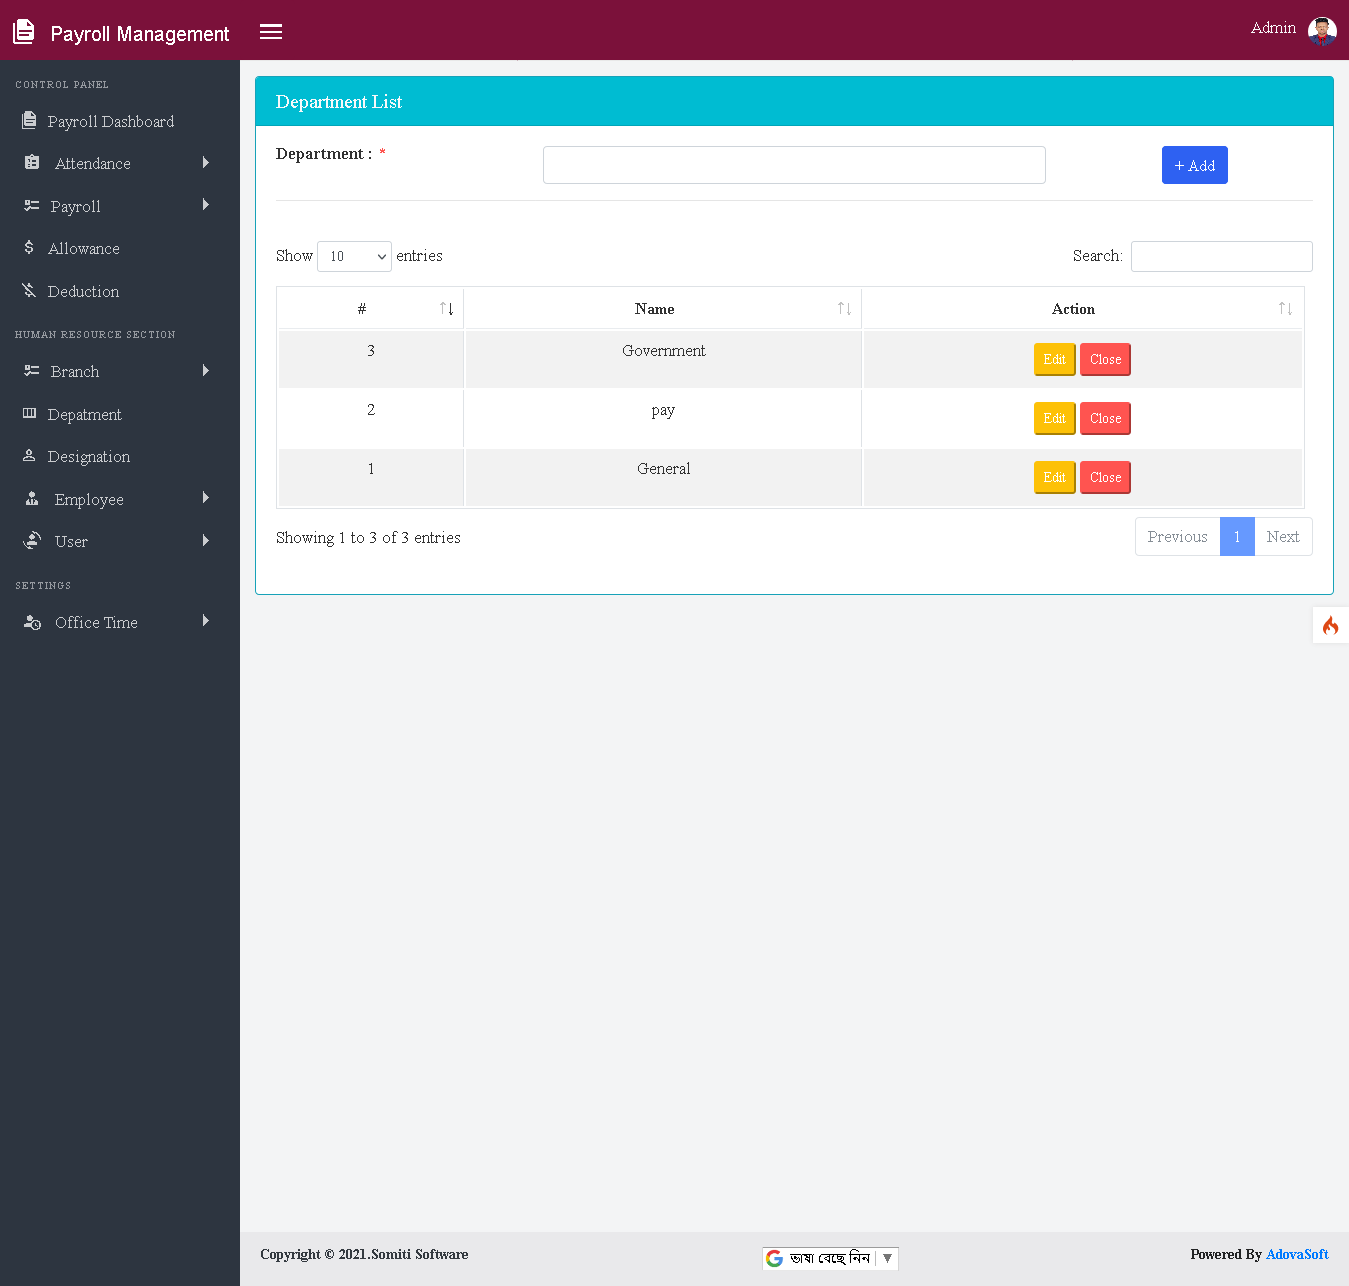 Payroll Management
Admin
CONTROL PANEL
Payroll Dashboard
Attendance
Payroll
Allowance
Deduction
HUMAN RESOURCE SECTION
Branch
Depatment
Designation
Employee
User
SETTINGS
Office Time
Department List
Department : *
+ Add
Show 10 entries
Search:
# Name Action
3 Government Edit Close
2 pay Edit Close
1 General Edit Close
Showing 1 to 3 of 3 entries
Previous 1 Next
Copyright © 2021.Somiti Software
ভাষা বেছে নিন ▼
Powered By AdovaSoft